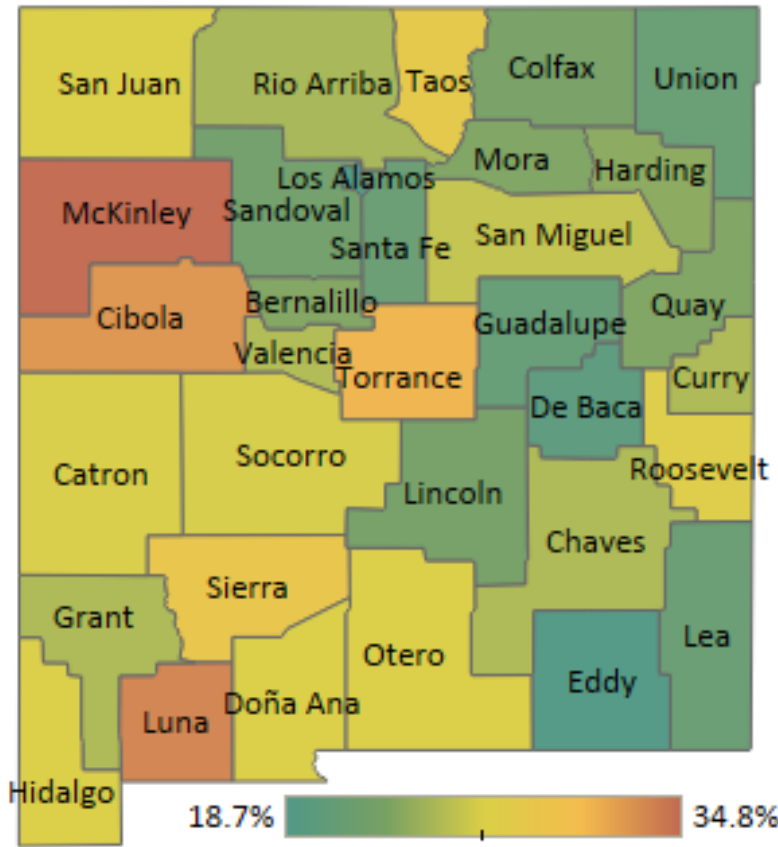 San Juan
Rio Arriba
Taos
Colfax
Union
Mora
Harding
Los Alamos
McKinley
Sandoval
Santa Fe
San Miguel
Cibola
Bernalillo
Guadalupe
Quay
Valencia
Torrance
Curry
De Baca
Catron
Socorro
Lincoln
Roosevelt
Chaves
Sierra
Grant
Otero
Lea
Eddy
Luna
Doña Ana
Hidalgo
18.7%
34.8%